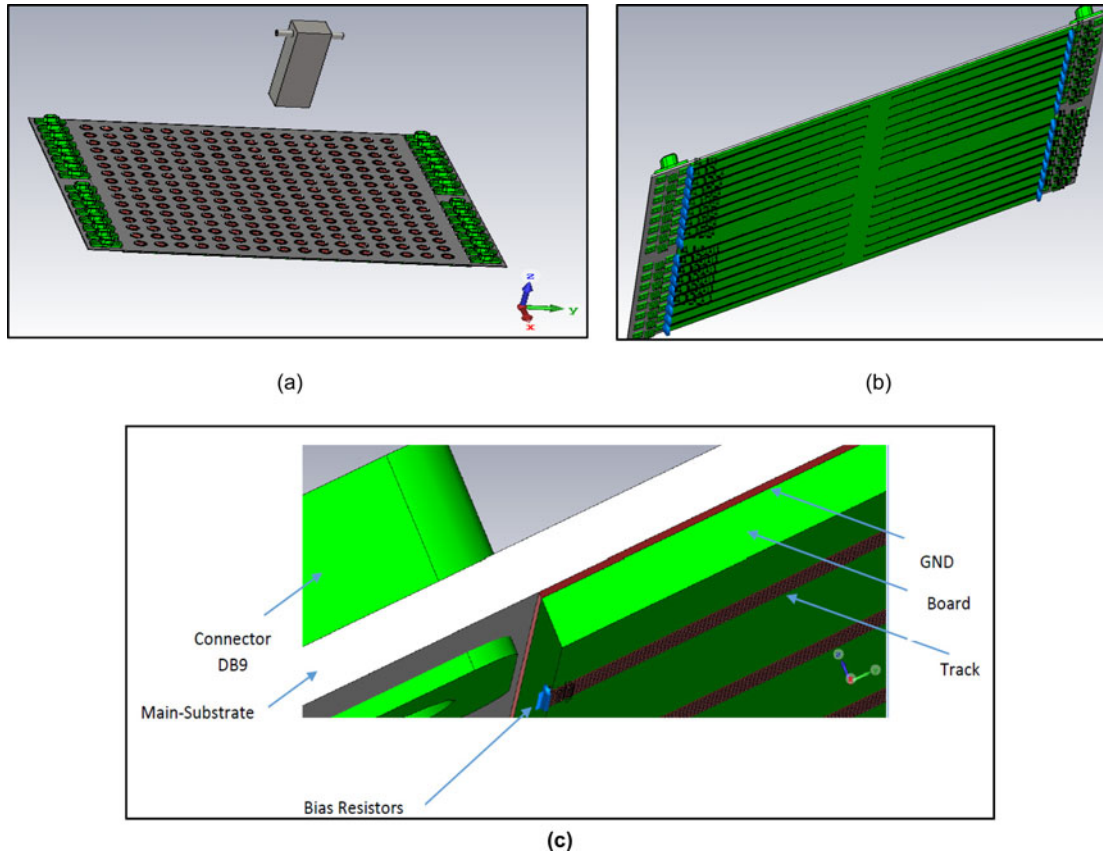 z
y
x
(a)
(b)
GND
Board
Track
Connector
DB9
Main-Substrate
Bias Resistors
(c)